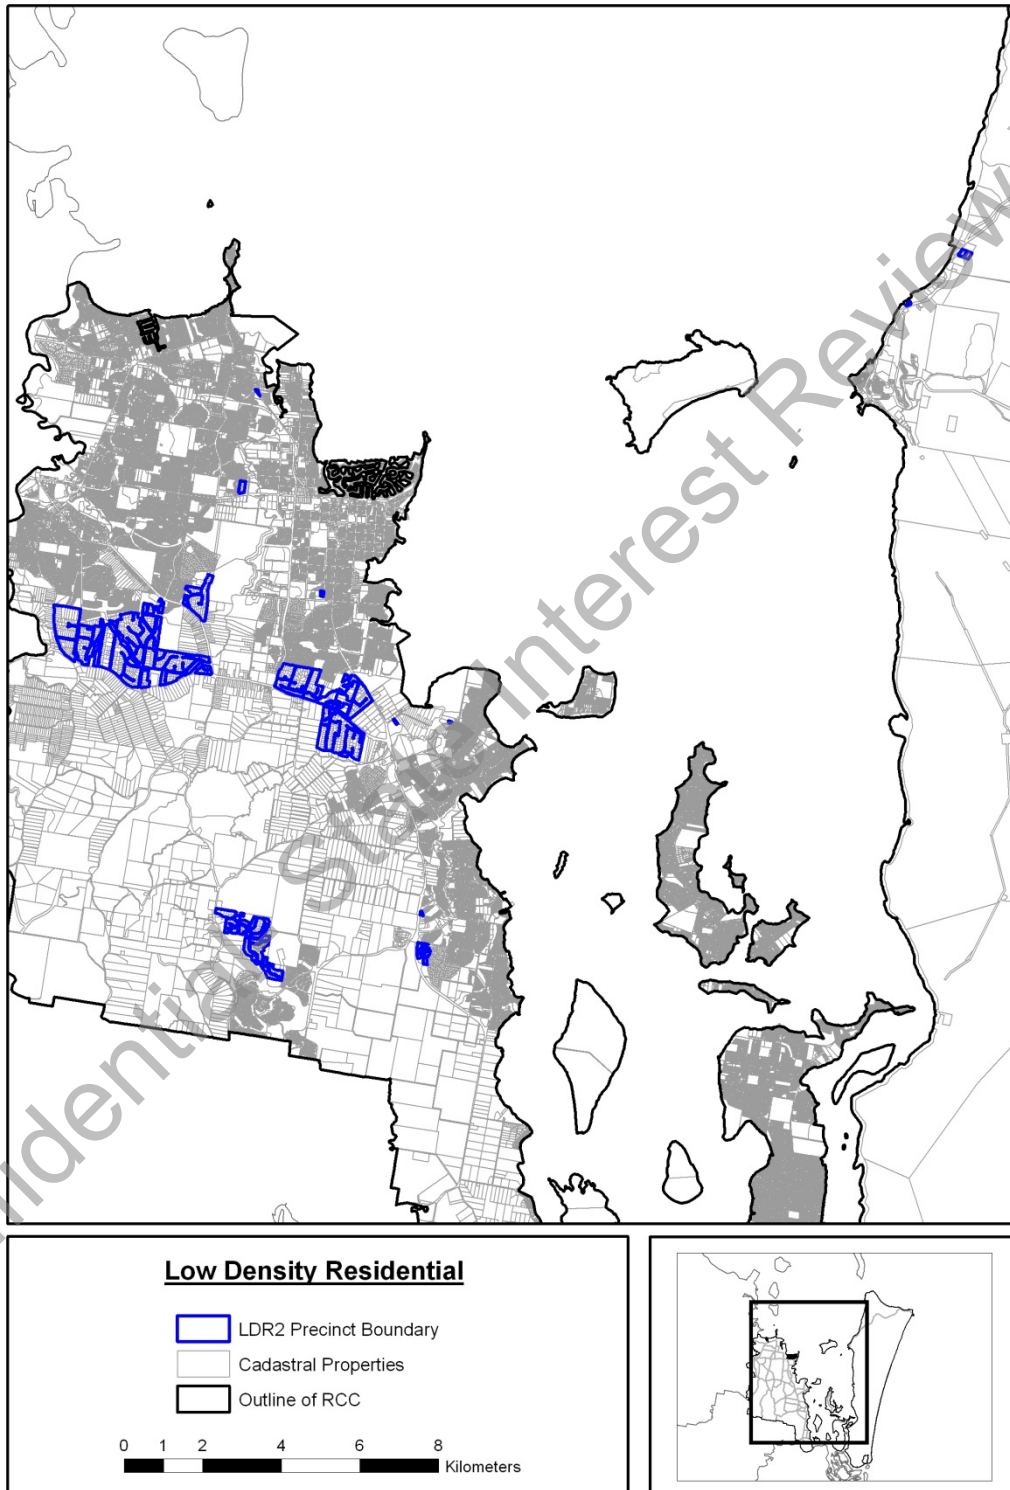 idential State Interest Review
Low Density Residential
LDR2 Precinct Boundary
Cadastral Properties
Outline of RCC
0 1 2 4 6 8
Kilometers